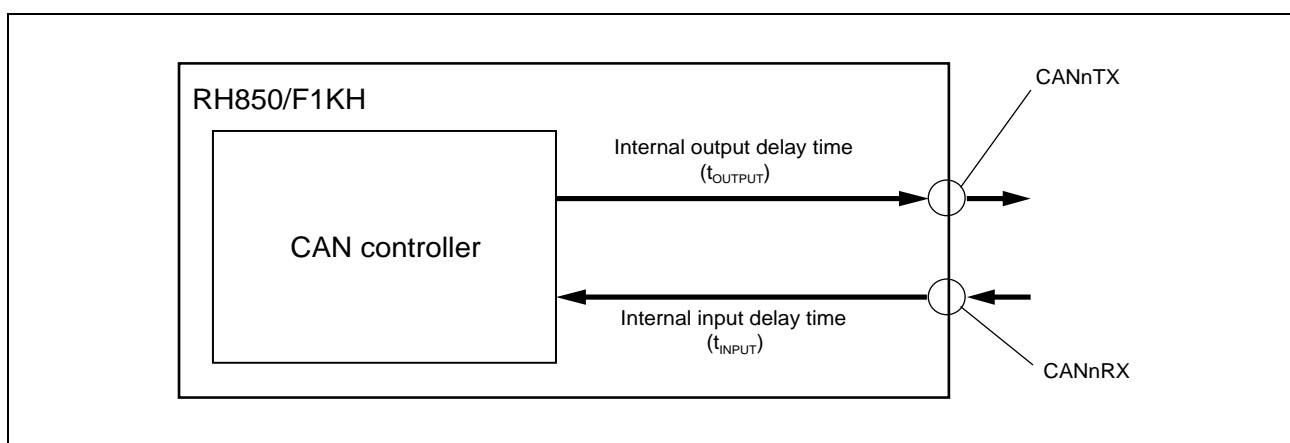 RH850/F1KH
CANnTX
Internal output delay time
(tOUTPUT)
CAN controller
Internal input delay time
(tINPUT)
CANnRX